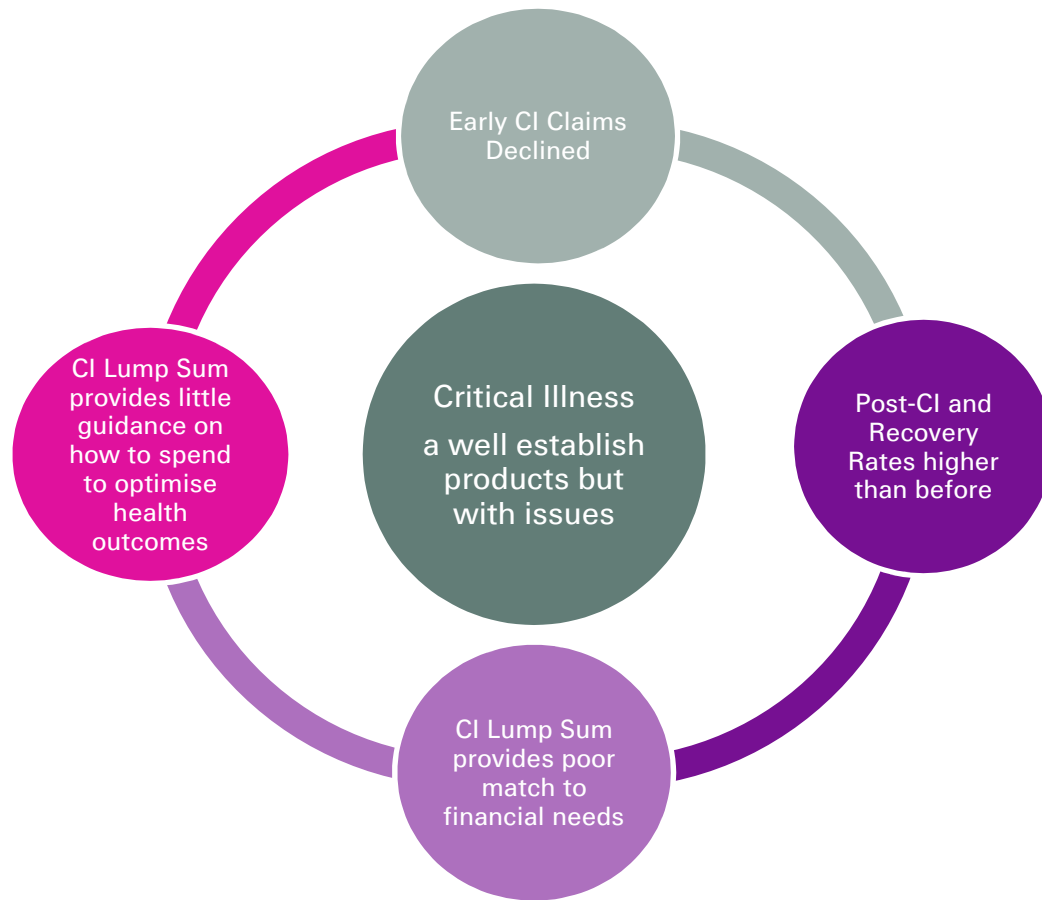 Early CI Claims
Declined
CI Lump Sum
provides little
guidance on
how to spend
to optimise
health
outcomes
Critical Illness
a well establish
products but
with issues
Post-CI and
Recovery
Rates higher
than before
CI Lump Sum
provides poor
match to
financial needs